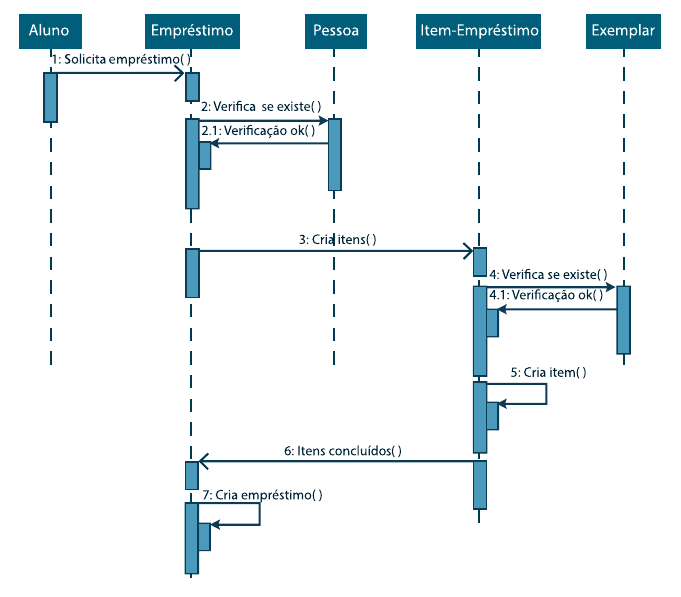 Aluno
Empréstimo
Pessoa
Item-Empréstimo
Exemplar
1: Solicita empréstimo( )
2: Verifica se existe( )
2.1: Verificação ok( )
3: Cria itens( )
4: Verifica se existe( )
4.1: Verificação ok( )
5: Cria item( )
6: Itens concluídos( )
7: Cria empréstimo( )